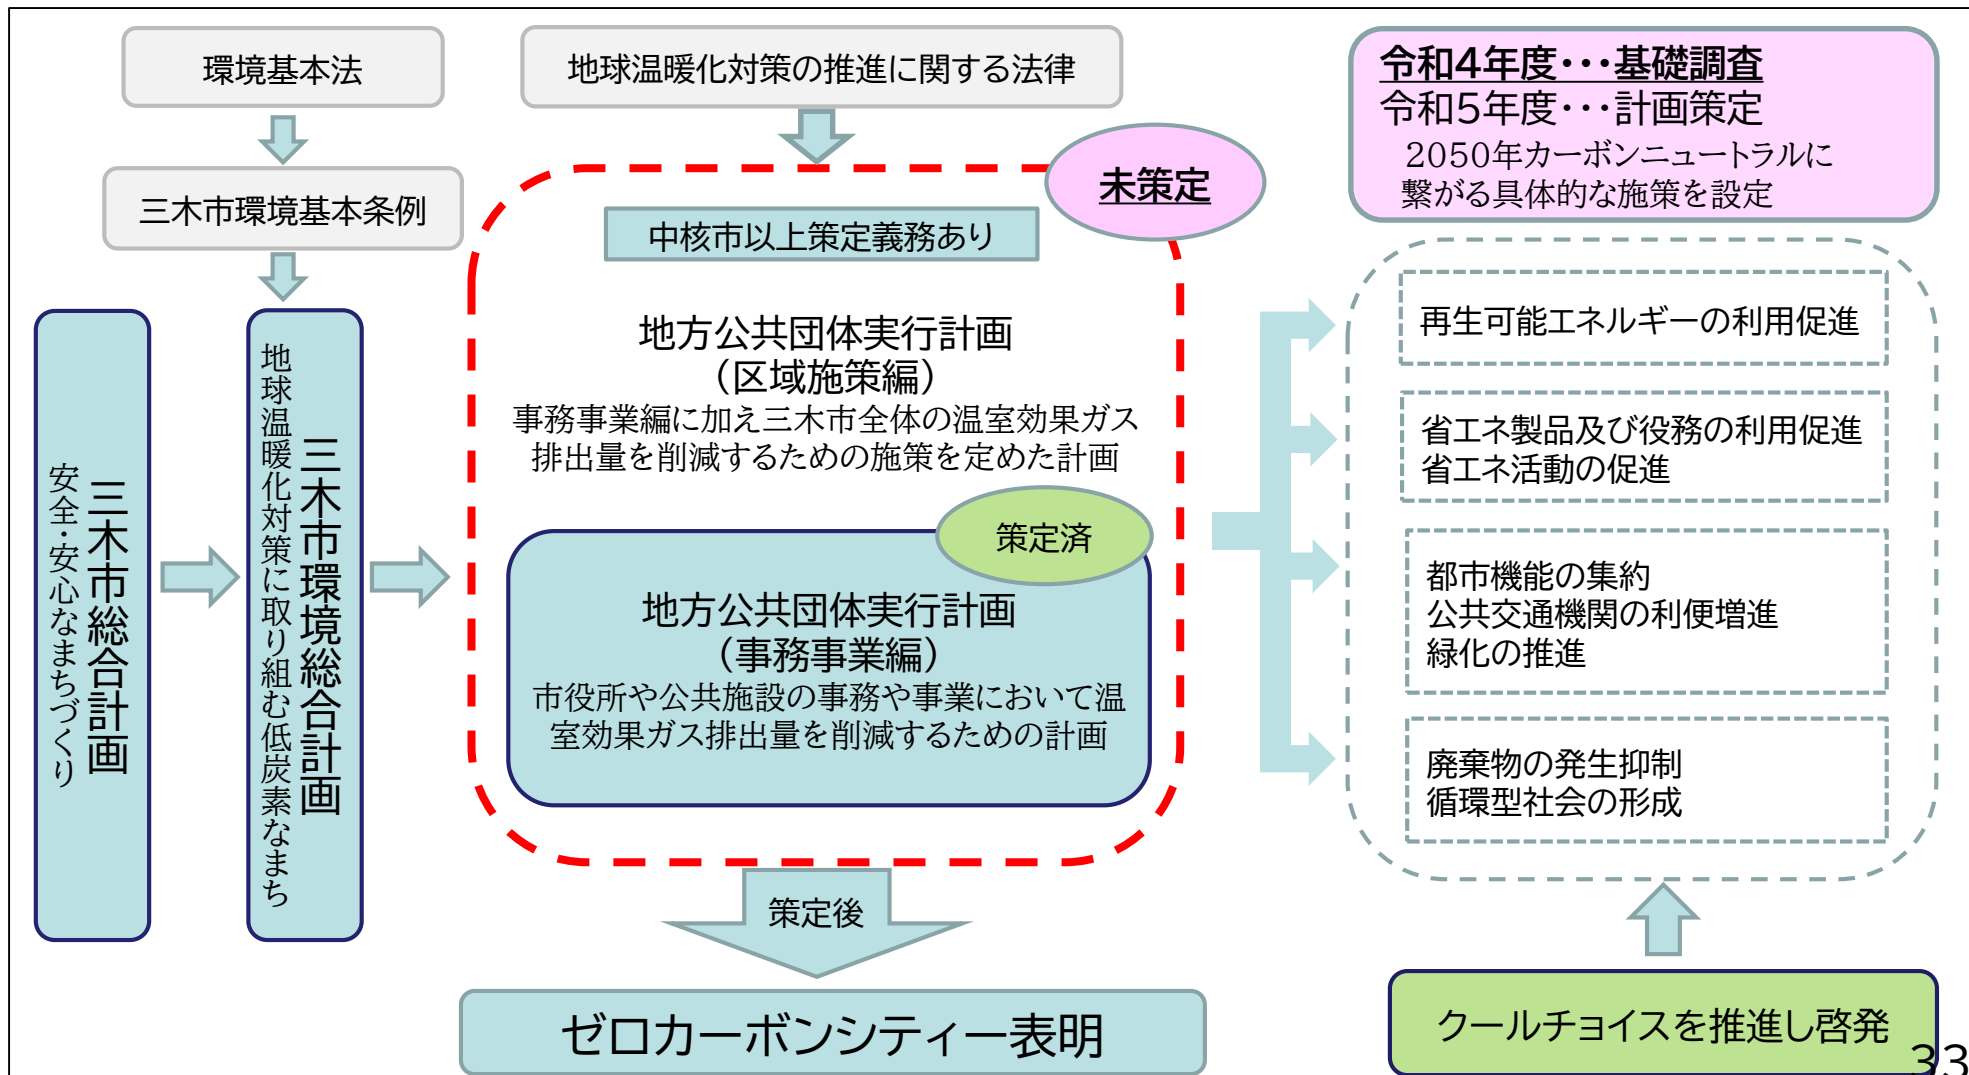 環境基本法
三木市環境基本条例
三木市総合計画
安全・安心なまちづくり
三木市環境総合計画
地球温暖化対策に取り組む低炭素なまち
地球温暖化対策の推進に関する法律
未策定
中核市以上策定義務あり
地方公共団体実行計画
（区域施策編）
事務事業編に加え三木市全体の温室効果ガス
排出量を削減するための施策を定めた計画
策定済
地方公共団体実行計画
（事務事業編）
市役所や公共施設の事務や事業において温
室効果ガス排出量を削減するための計画
策定後
ゼロカーボンシティー表明
令和4年度・・・基礎調査
令和5年度・・・計画策定
2050年カーボンニュートラルに
繋がる具体的な施策を設定
再生可能エネルギーの利用促進
省エネ製品及び役務の利用促進
省エネ活動の促進
都市機能の集約
公共交通機関の利便増進
緑化の推進
廃棄物の発生抑制
循環型社会の形成
クールチョイスを推進し啓発
33